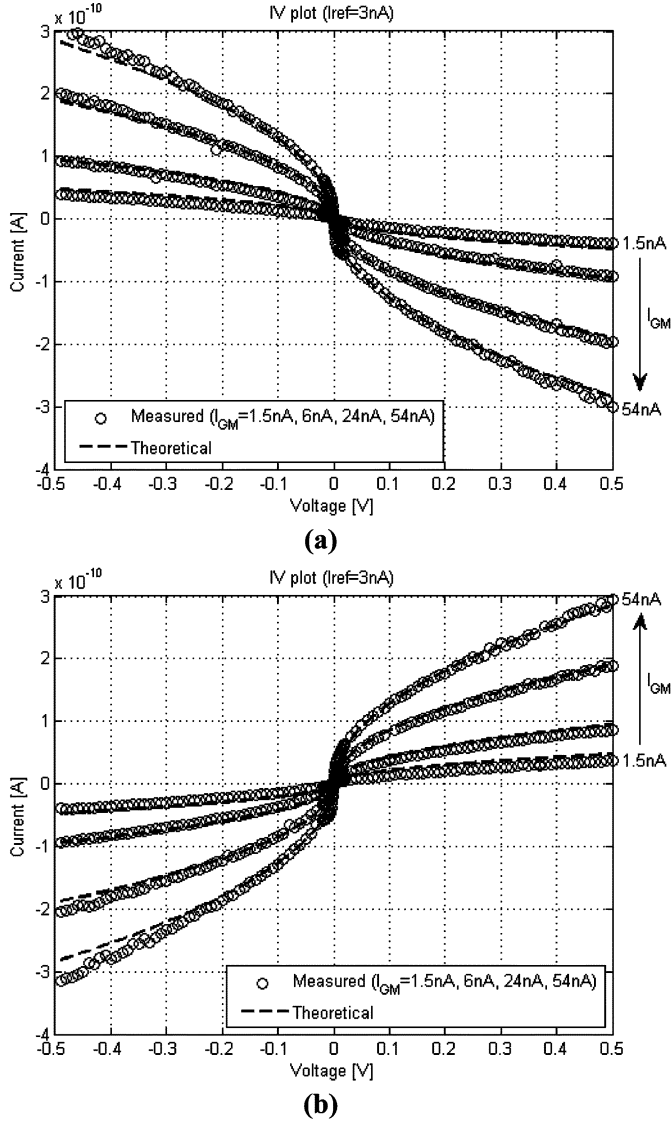 x 10⁻¹⁰
IV plot (Iref=3nA)
3
2
1
0
-1
-2
-3
-4
Current [A]
1.5nA
I_GM
54nA
Measured (I_GM=1.5nA, 6nA, 24nA, 54nA)
Theoretical
-0.5 -0.4 -0.3 -0.2 -0.1 0 0.1 0.2 0.3 0.4 0.5
Voltage [V]
(a)
x 10⁻¹⁰
IV plot (Iref=3nA)
3
2
1
0
-1
-2
-3
-4
Current [A]
54nA
I_GM
1.5nA
Measured (I_GM=1.5nA, 6nA, 24nA, 54nA)
Theoretical
-0.5 -0.4 -0.3 -0.2 -0.1 0 0.1 0.2 0.3 0.4 0.5
Voltage [V]
(b)